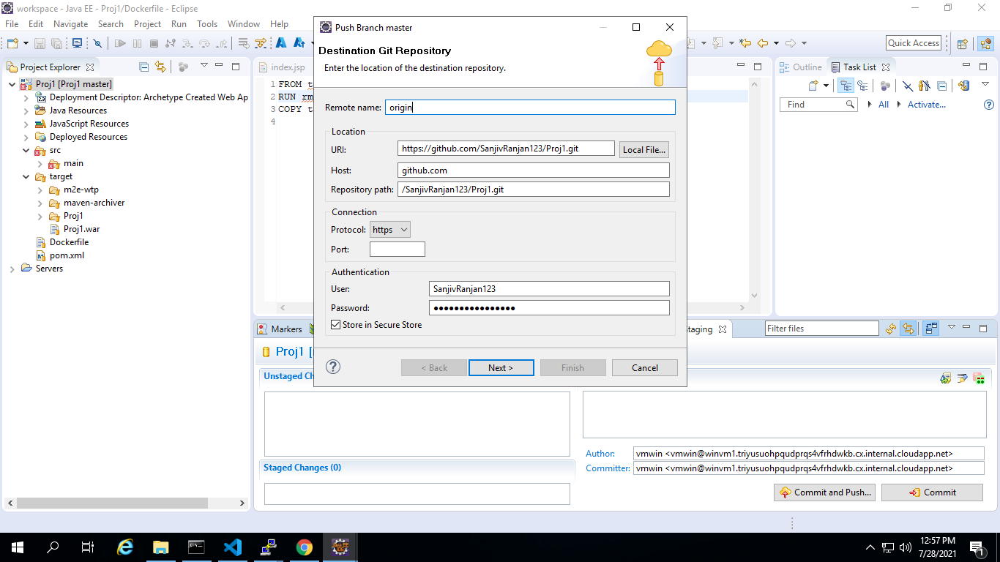 workspace - Java EE - Proj1/Dockerfile - Eclipse
File Edit Navigate Search Project Run Tools Window Help
Quick Access
Project Explorer
Proj1 [Proj1 master]
Deployment Descriptor: Archetype Created Web Ap
Java Resources
JavaScript Resources
Deployed Resources
src
main
target
m2e-wtp
maven-archiver
Proj1
Proj1.war
Dockerfile
pom.xml
Servers
index.jsp
1 FROM t
2 RUN rm
3 COPY t
4
Push Branch master
Destination Git Repository
Enter the location of the destination repository.
Remote name: origin
Location
URI: https://github.com/SanjivRanjan123/Proj1.git Local File...
Host: github.com
Repository path: /SanjivRanjan123/Proj1.git
Connection
Protocol: https
Port:
Authentication
User: SanjivRanjan123
Password: ●●●●●●●●●●●●●●●●
Store in Secure Store
< Back Next > Finish Cancel
Outline Task List
Find All Activate...
Markers
Staging
Filter files
Proj1 [
Unstaged Ch
Staged Changes (0)
Author: vmwin <vmwin@winvm1.triyusuohpqudprqs4vfrhdwkb.cx.internal.cloudapp.net>
Committer: vmwin <vmwin@winvm1.triyusuohpqudprqs4vfrhdwkb.cx.internal.cloudapp.net>
Commit and Push... Commit
12:57 PM
7/28/2021
1